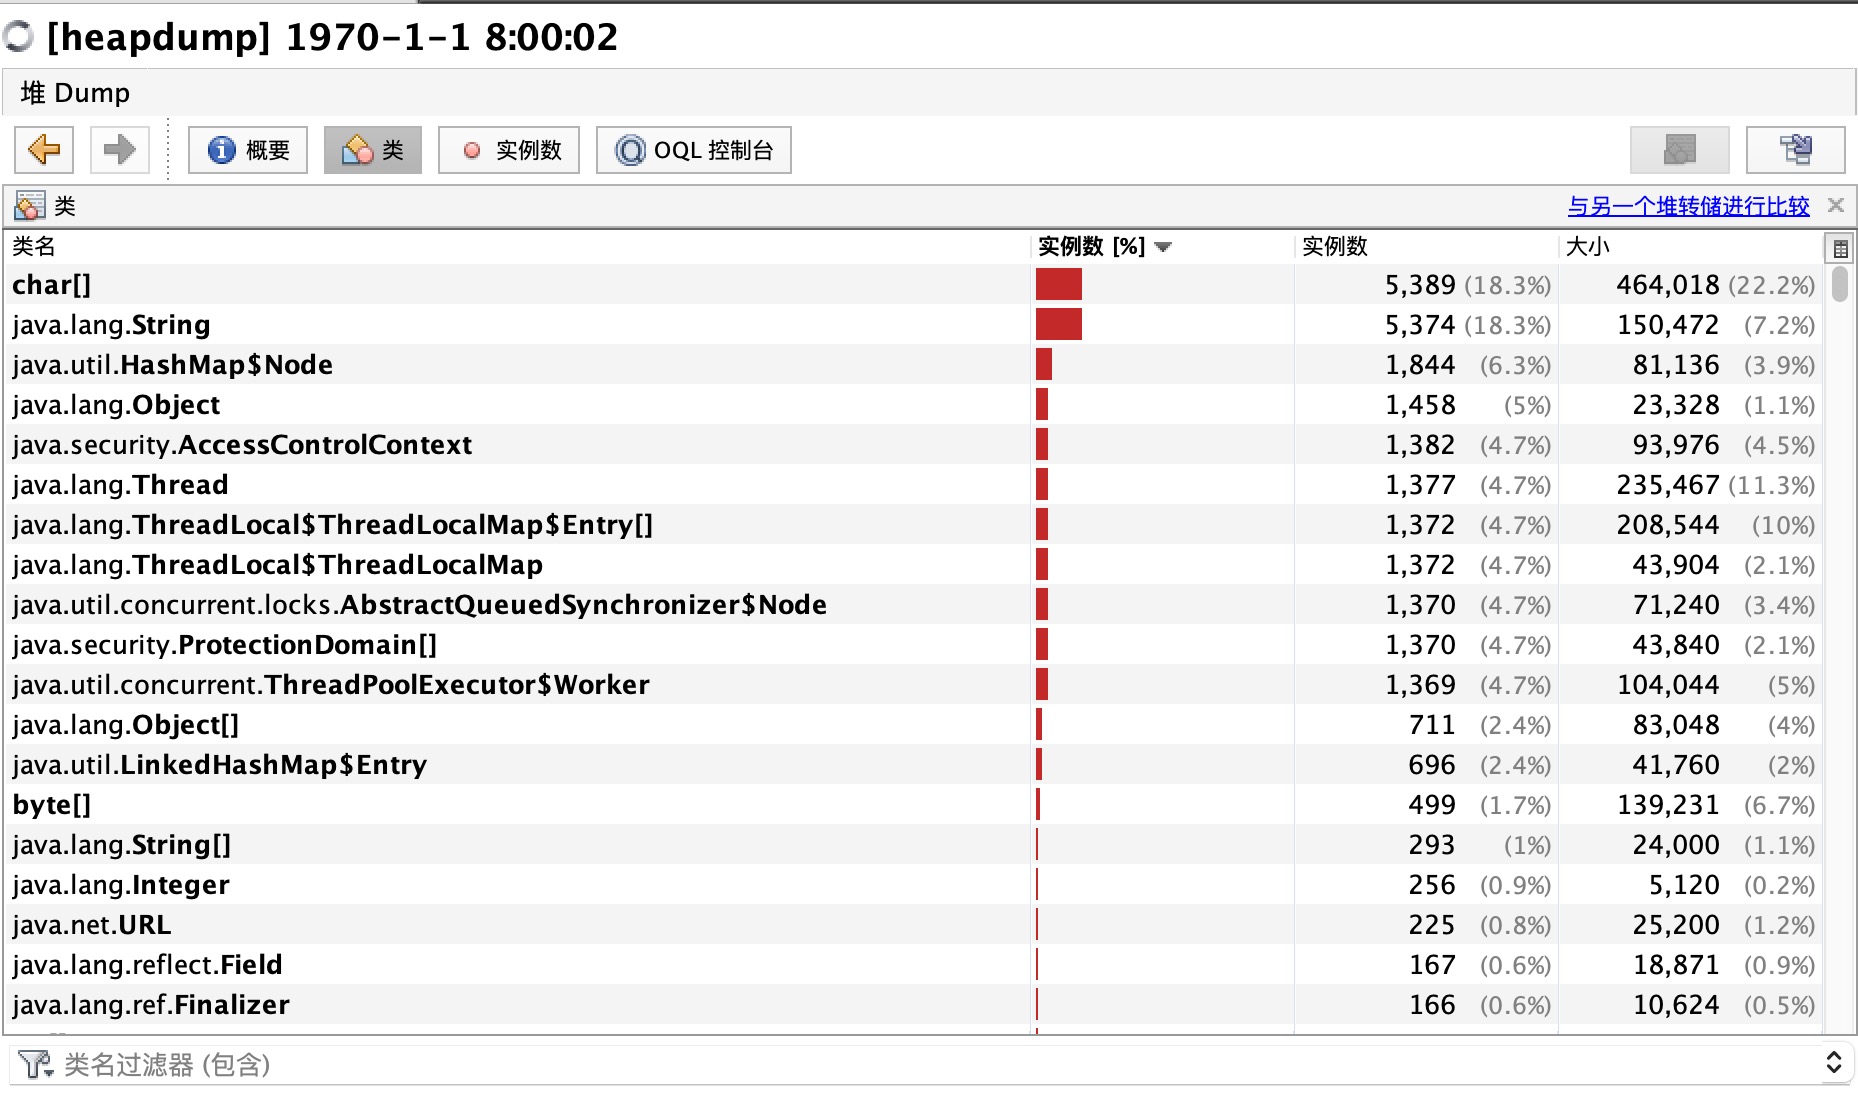 [heapdump] 1970-1-1 8:00:02
堆 Dump
概要 类 实例数 OQL 控制台
类 与另一个堆转储进行比较
类名 实例数 [%] 实例数 大小
char[] 5,389 (18.3%) 464,018 (22.2%)
java.lang.String 5,374 (18.3%) 150,472 (7.2%)
java.util.HashMap$Node 1,844 (6.3%) 81,136 (3.9%)
java.lang.Object 1,458 (5%) 23,328 (1.1%)
java.security.AccessControlContext 1,382 (4.7%) 93,976 (4.5%)
java.lang.Thread 1,377 (4.7%) 235,467 (11.3%)
java.lang.ThreadLocal$ThreadLocalMap$Entry[] 1,372 (4.7%) 208,544 (10%)
java.lang.ThreadLocal$ThreadLocalMap 1,372 (4.7%) 43,904 (2.1%)
java.util.concurrent.locks.AbstractQueuedSynchronizer$Node 1,370 (4.7%) 71,240 (3.4%)
java.security.ProtectionDomain[] 1,370 (4.7%) 43,840 (2.1%)
java.util.concurrent.ThreadPoolExecutor$Worker 1,369 (4.7%) 104,044 (5%)
java.lang.Object[] 711 (2.4%) 83,048 (4%)
java.util.LinkedHashMap$Entry 696 (2.4%) 41,760 (2%)
byte[] 499 (1.7%) 139,231 (6.7%)
java.lang.String[] 293 (1%) 24,000 (1.1%)
java.lang.Integer 256 (0.9%) 5,120 (0.2%)
java.net.URL 225 (0.8%) 25,200 (1.2%)
java.lang.reflect.Field 167 (0.6%) 18,871 (0.9%)
java.lang.ref.Finalizer 166 (0.6%) 10,624 (0.5%)
类名过滤器 (包含)